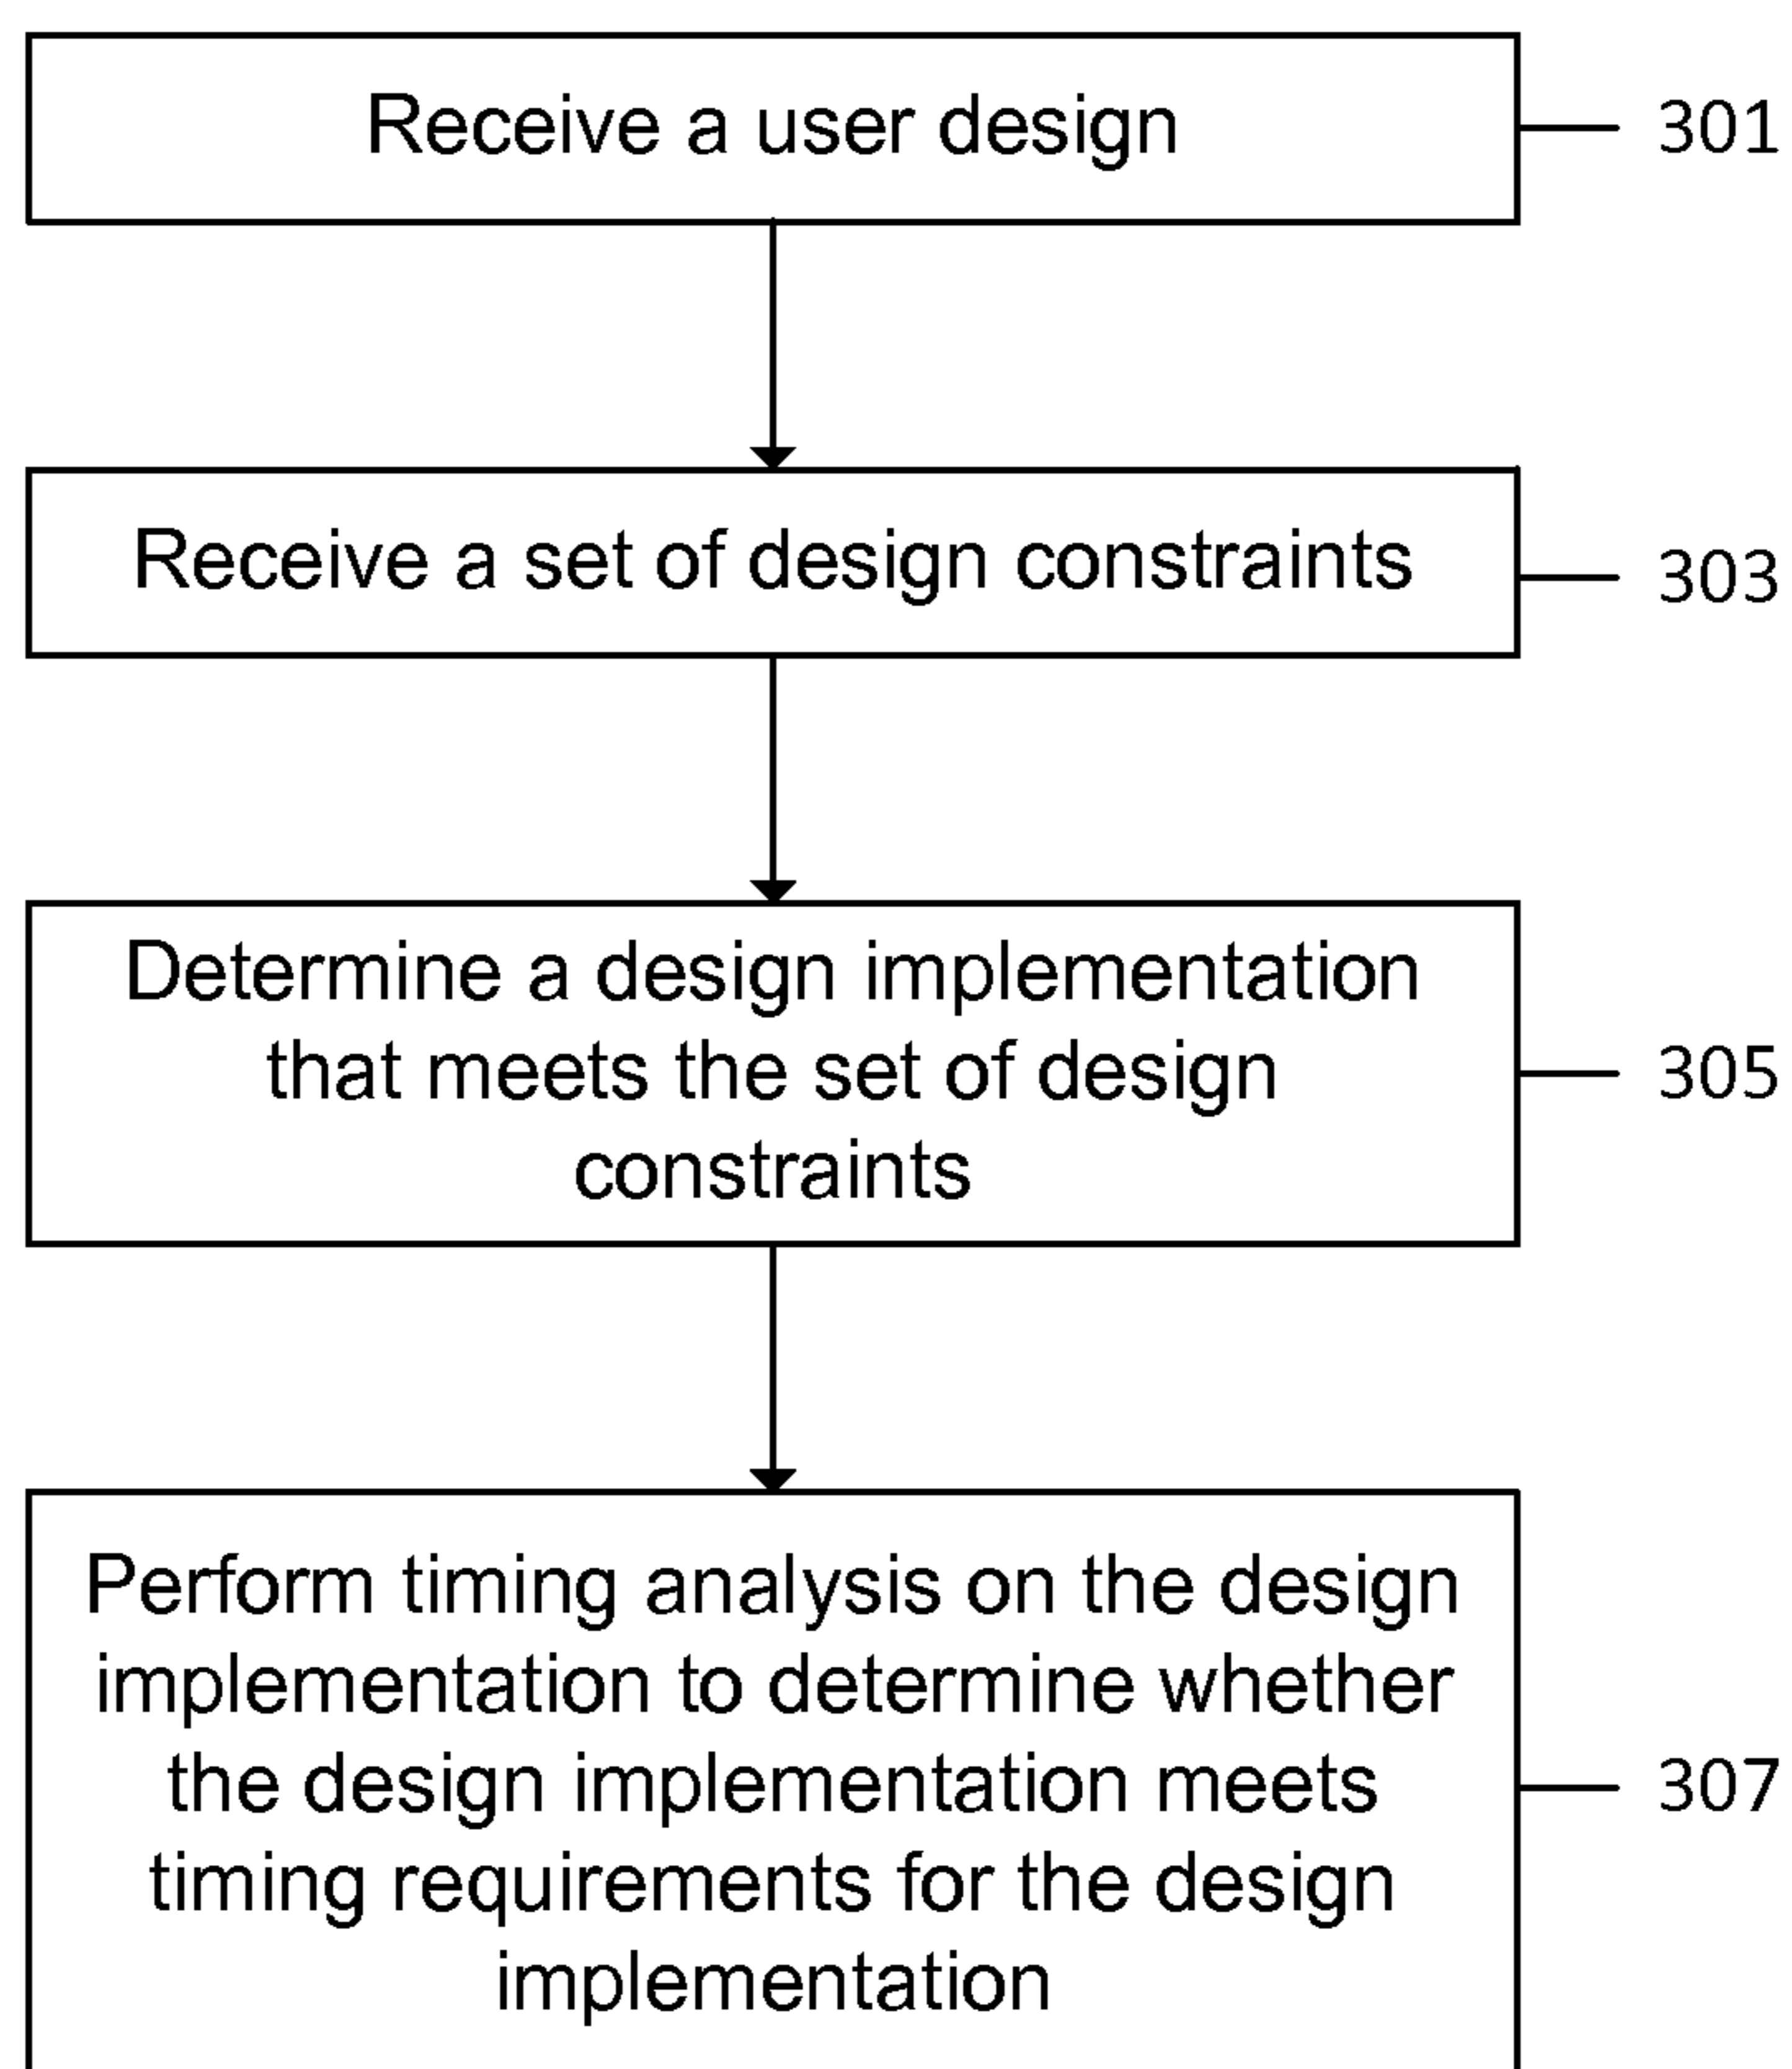 Receive a user design
301
Receive a set of design constraints
303
Determine a design implementation
that meets the set of design
constraints
305
Perform timing analysis on the design
implementation to determine whether
the design implementation meets
timing requirements for the design
implementation
307